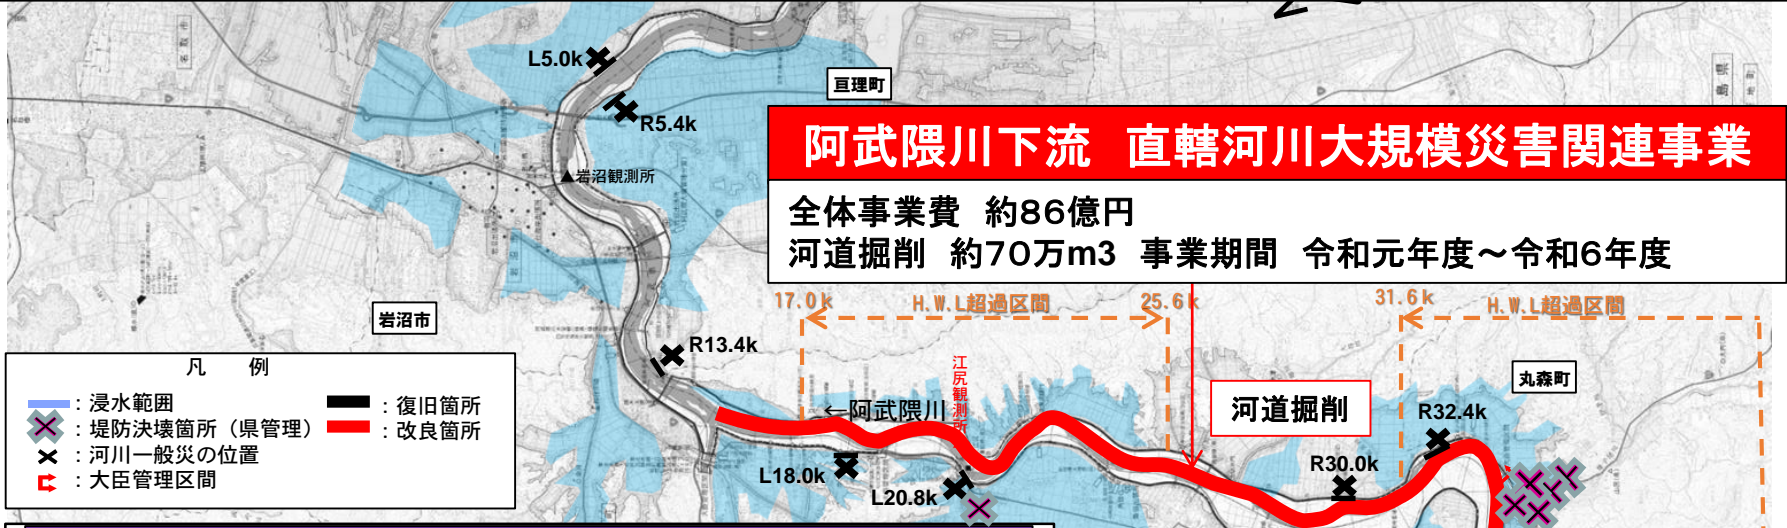 L5.0k
亘理町
R5.4k
岩沼観測所
阿武隈川下流 直轄河川大規模災害関連事業
全体事業費 約86億円
河道掘削 約70万m3 事業期間 令和元年度～令和6年度
17.0k
H.W.L超過区間
25.6k
31.6k
H.W.L超過区間
岩沼市
R13.4k
江尻観測所
丸森町
凡 例
：浸水範囲
：堤防決壊箇所（県管理）
：河川一般災の位置
：大臣管理区間
：復旧箇所
：改良箇所
←阿武隈川
河道掘削
R32.4k
L18.0k
L20.8k
R30.0k